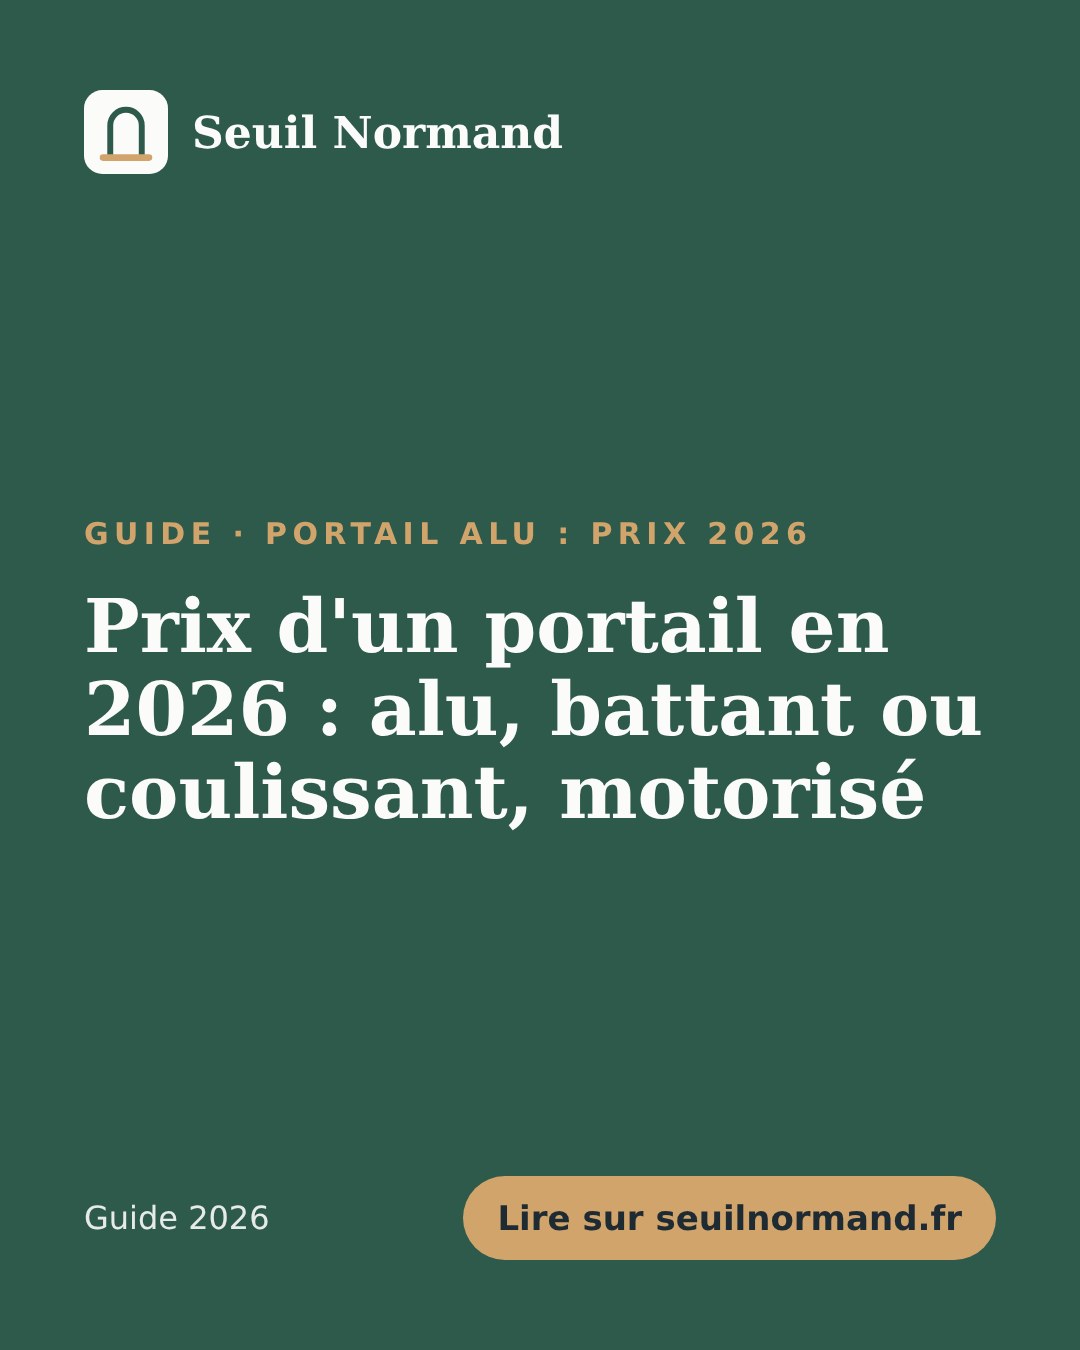 Seuil Normand
GUIDE · PORTAIL ALU : PRIX 2026
Prix d'un portail en
2026 : alu, battant ou
coulissant, motorisé
Guide 2026
Lire sur seuilnormand.fr